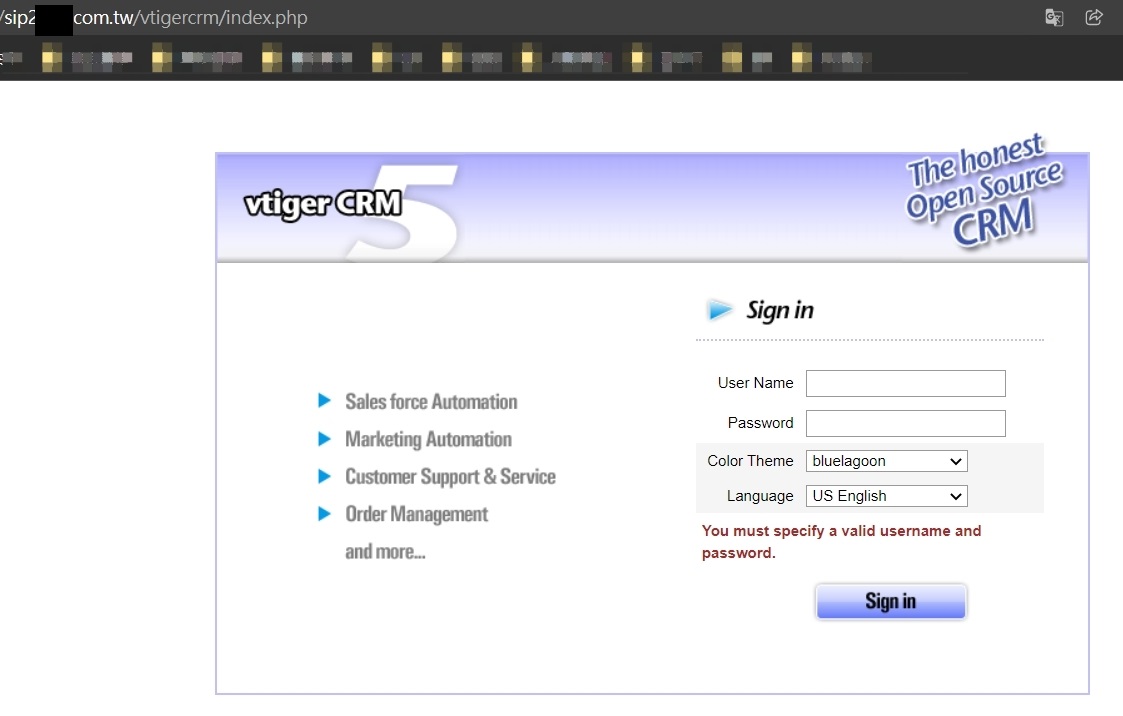 /sip2
com.tw/vtigercrm/index.php
vtiger CRM 5
The honest
Open Source
CRM
Sign in
User Name
Password
Color Theme bluelagoon
Language US English
You must specify a valid username and
password.
Sign in
Sales force Automation
Marketing Automation
Customer Support & Service
Order Management
and more...